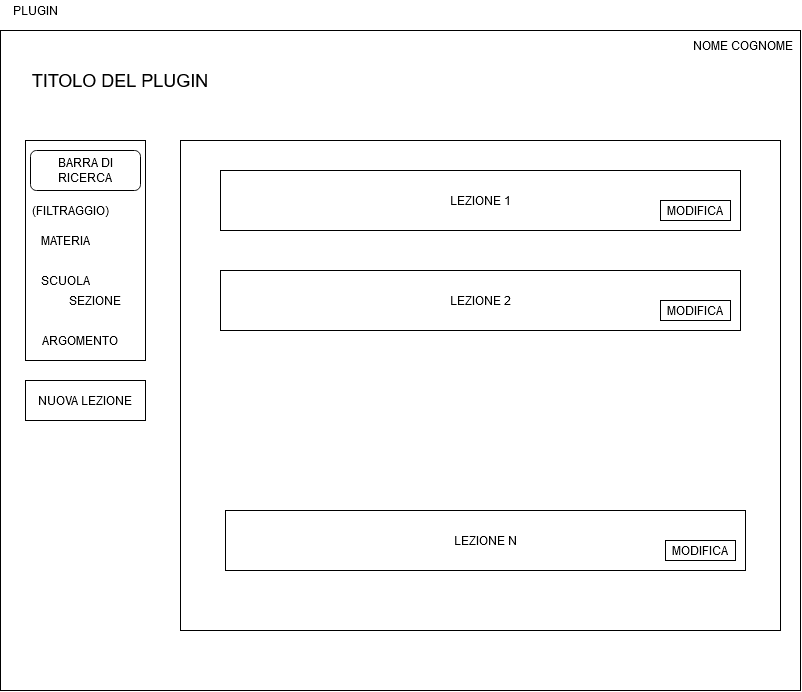 PLUGIN
NOME COGNOME
TITOLO DEL PLUGIN
BARRA DI
RICERCA
(FILTRAGGIO)
MATERIA
SCUOLA
SEZIONE
ARGOMENTO
NUOVA LEZIONE
LEZIONE 1
MODIFICA
LEZIONE 2
MODIFICA
LEZIONE N
MODIFICA